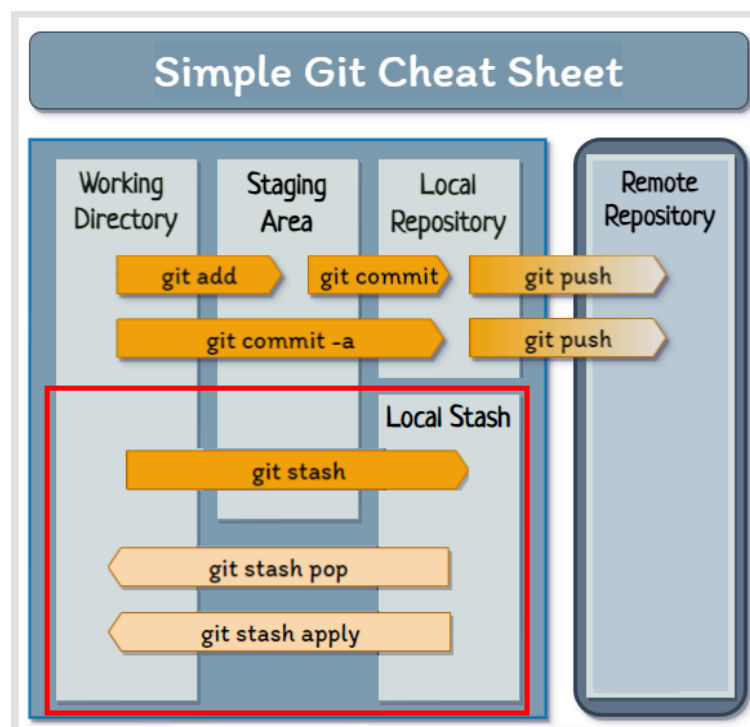 Simple Git Cheat Sheet
Working
Directory
Staging
Area
Local
Repository
Remote
Repository
git add
git commit
git push
git commit -a
git push
Local Stash
git stash
git stash pop
git stash apply